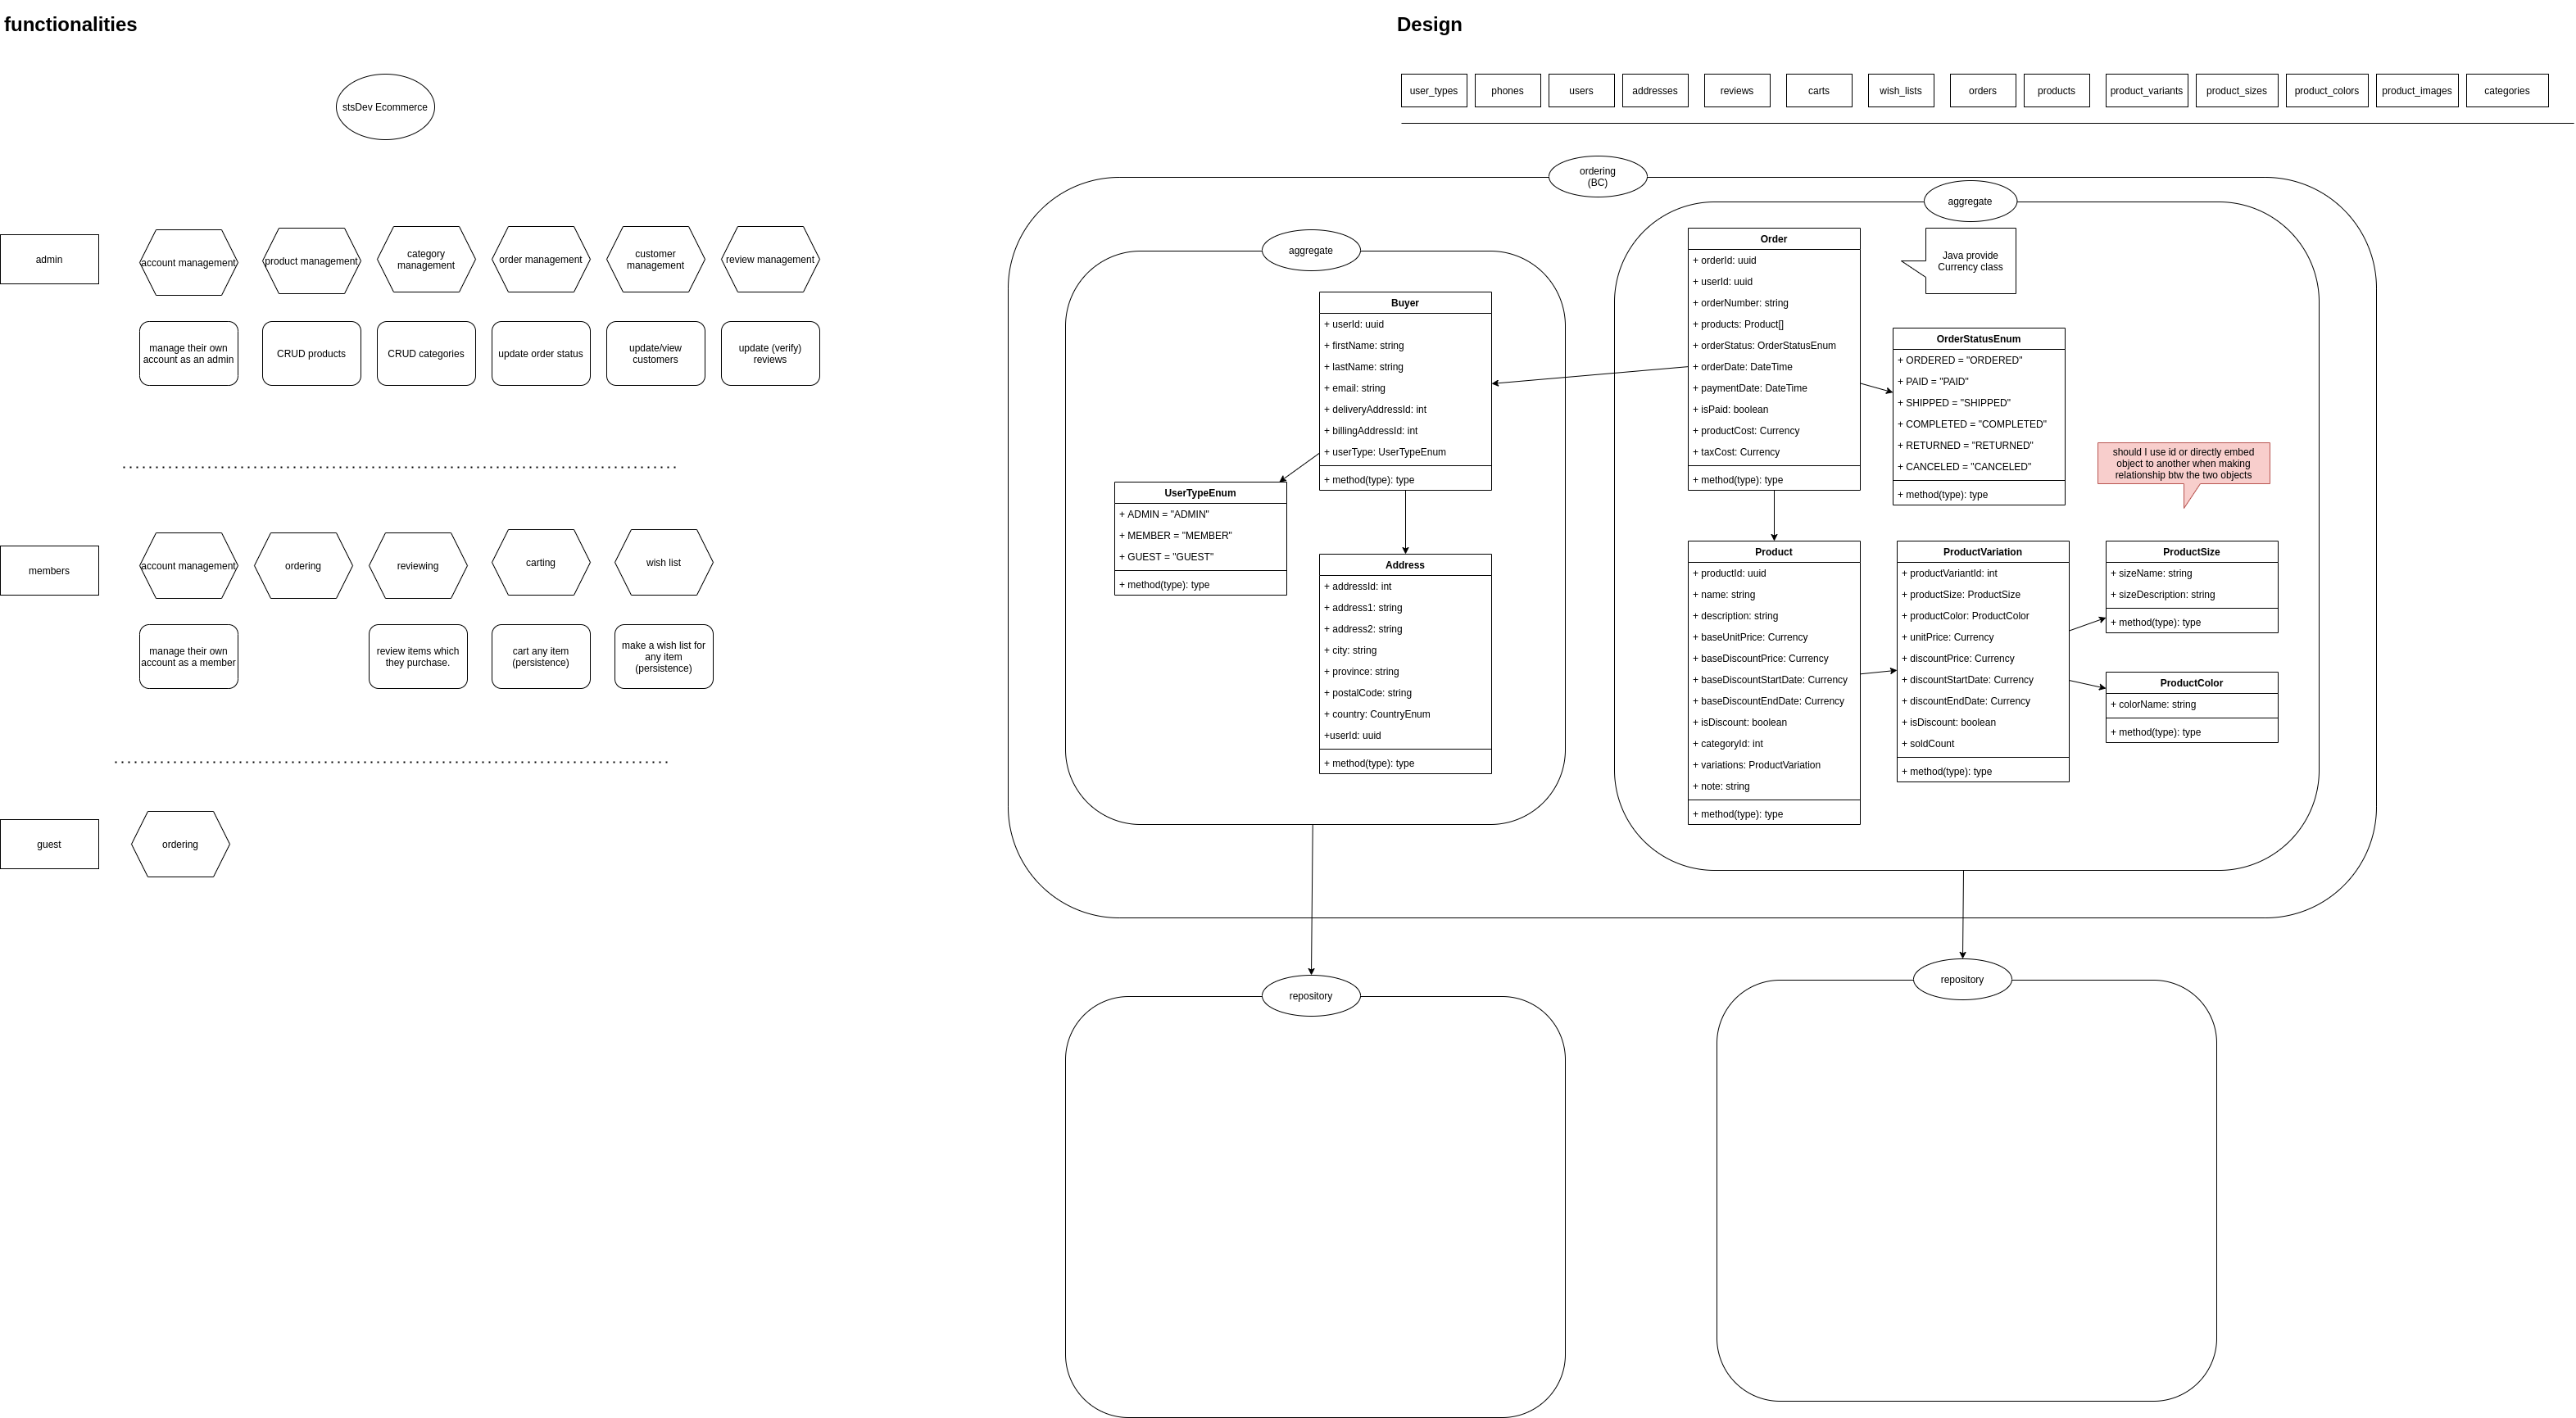 functionalities
stsDev Ecommerce
admin
account management
product management
category
management
order management
customer
management
review management
manage their own
account as an admin
CRUD products
CRUD categories
update order status
update/view
customers
update (verify)
reviews
members
account management
ordering
reviewing
carting
wish list
manage their own
account as a member
review items which
they purchase.
cart any item
(persistence)
make a wish list for
any item
(persistence)
guest
ordering
Design
user_types
phones
users
addresses
reviews
carts
wish_lists
orders
products
product_variants
product_sizes
product_colors
product_images
categories
ordering
(BC)
aggregate
Buyer
+ userId: uuid
+ firstName: string
+ lastName: string
+ email: string
+ deliveryAddressId: int
+ billingAddressId: int
+ userType: UserTypeEnum
+ method(type): type
UserTypeEnum
+ ADMIN = "ADMIN"
+ MEMBER = "MEMBER"
+ GUEST = "GUEST"
+ method(type): type
Address
+ addressId: int
+ address1: string
+ address2: string
+ city: string
+ province: string
+ postalCode: string
+ country: CountryEnum
+userId: uuid
+ method(type): type
aggregate
Order
+ orderId: uuid
+ userId: uuid
+ orderNumber: string
+ products: Product[]
+ orderStatus: OrderStatusEnum
+ orderDate: DateTime
+ paymentDate: DateTime
+ isPaid: boolean
+ productCost: Currency
+ taxCost: Currency
+ method(type): type
Java provide
Currency class
OrderStatusEnum
+ ORDERED = "ORDERED"
+ PAID = "PAID"
+ SHIPPED = "SHIPPED"
+ COMPLETED = "COMPLETED"
+ RETURNED = "RETURNED"
+ CANCELED = "CANCELED"
+ method(type): type
should I use id or directly embed
object to another when making
relationship btw the two objects
Product
+ productId: uuid
+ name: string
+ description: string
+ baseUnitPrice: Currency
+ baseDiscountPrice: Currency
+ baseDiscountStartDate: Currency
+ baseDiscountEndDate: Currency
+ isDiscount: boolean
+ categoryId: int
+ variations: ProductVariation
+ note: string
+ method(type): type
ProductVariation
+ productVariantId: int
+ productSize: ProductSize
+ productColor: ProductColor
+ unitPrice: Currency
+ discountPrice: Currency
+ discountStartDate: Currency
+ discountEndDate: Currency
+ isDiscount: boolean
+ soldCount
+ method(type): type
ProductSize
+ sizeName: string
+ sizeDescription: string
+ method(type): type
ProductColor
+ colorName: string
+ method(type): type
repository
repository